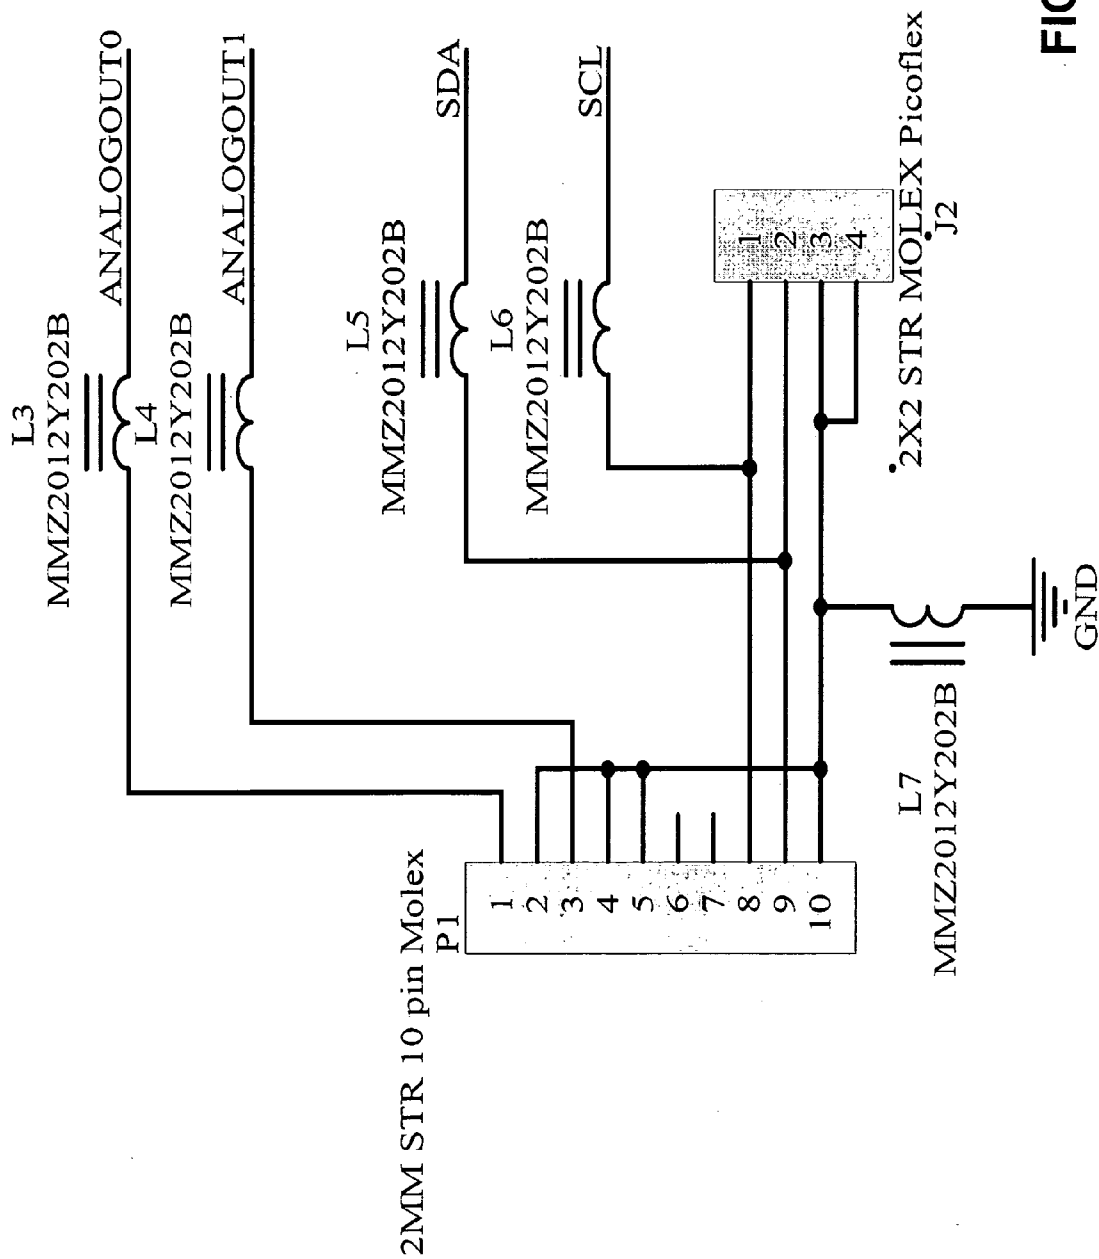 L3
MMZ2012Y202B
ANALOGOUT0
L4
MMZ2012Y202B
ANALOGOUT1
L5
MMZ2012Y202B
SDA
L6
MMZ2012Y202B
SCL
2MM STR 10 pin Molex
P1
1
2
3
4
5
6
7
8
9
10
1
2
3
4
J2
2X2 STR MOLEX Picoflex
L7
MMZ2012Y202B
GND